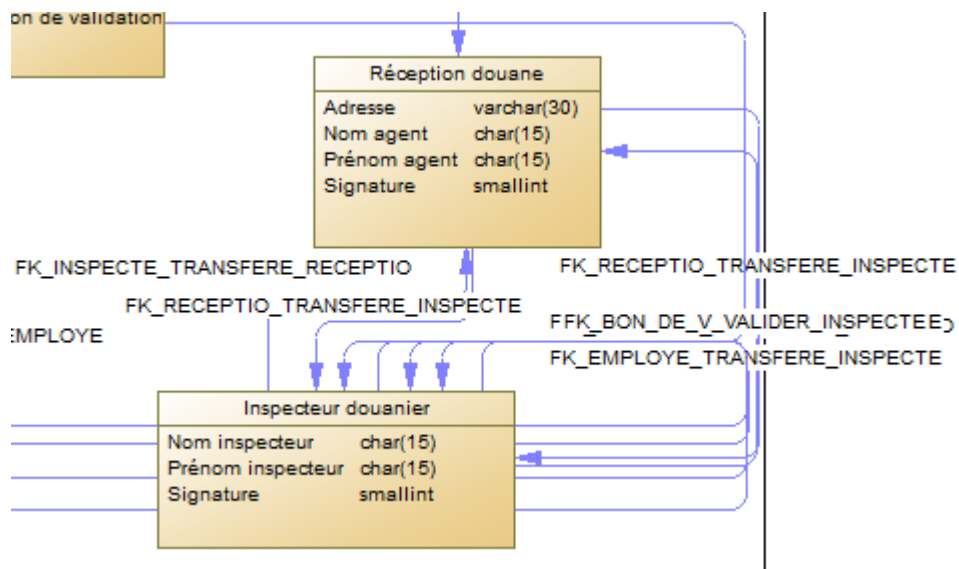 on de validation
Réception douane
Adresse varchar(30)
Nom agent char(15)
Prénom agent char(15)
Signature smallint
FK_INSPECTE_TRANSFERE_RECEPTIO
FK_RECEPTIO_TRANSFERE_INSPECTE
FK_RECEPTIO_TRANSFERE_INSPECTE
EMPLOYE
FFK_BON_DE_V_VALIDER_INSPECTEE
FK_EMPLOYE_TRANSFERE_INSPECTE
Inspecteur douanier
Nom inspecteur char(15)
Prénom inspecteur char(15)
Signature smallint